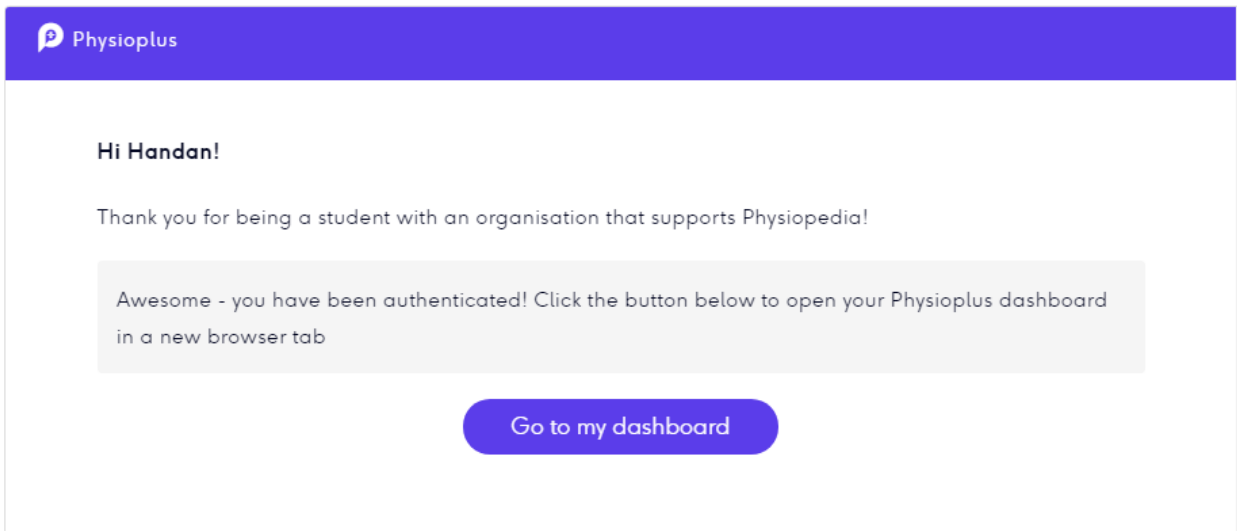 Physioplus
Hi Handan!
Thank you for being a student with an organisation that supports Physiopedia!
Awesome - you have been authenticated! Click the button below to open your Physioplus dashboard
in a new browser tab
Go to my dashboard